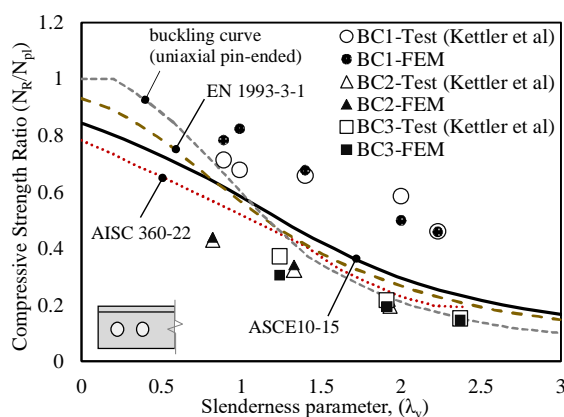 buckling curve
(uniaxial pin-ended)
EN 1993-3-1
AISC 360-22
ASCE10-15
BC1-Test (Kettler et al)
BC1-FEM
BC2-Test (Kettler et al)
BC2-FEM
BC3-Test (Kettler et al)
BC3-FEM
Compressive Strength Ratio (N_R/N_pl)
1.2
1
0.8
0.6
0.4
0.2
0
0 0.5 1 1.5 2 2.5 3
Slenderness parameter, (λ_v)